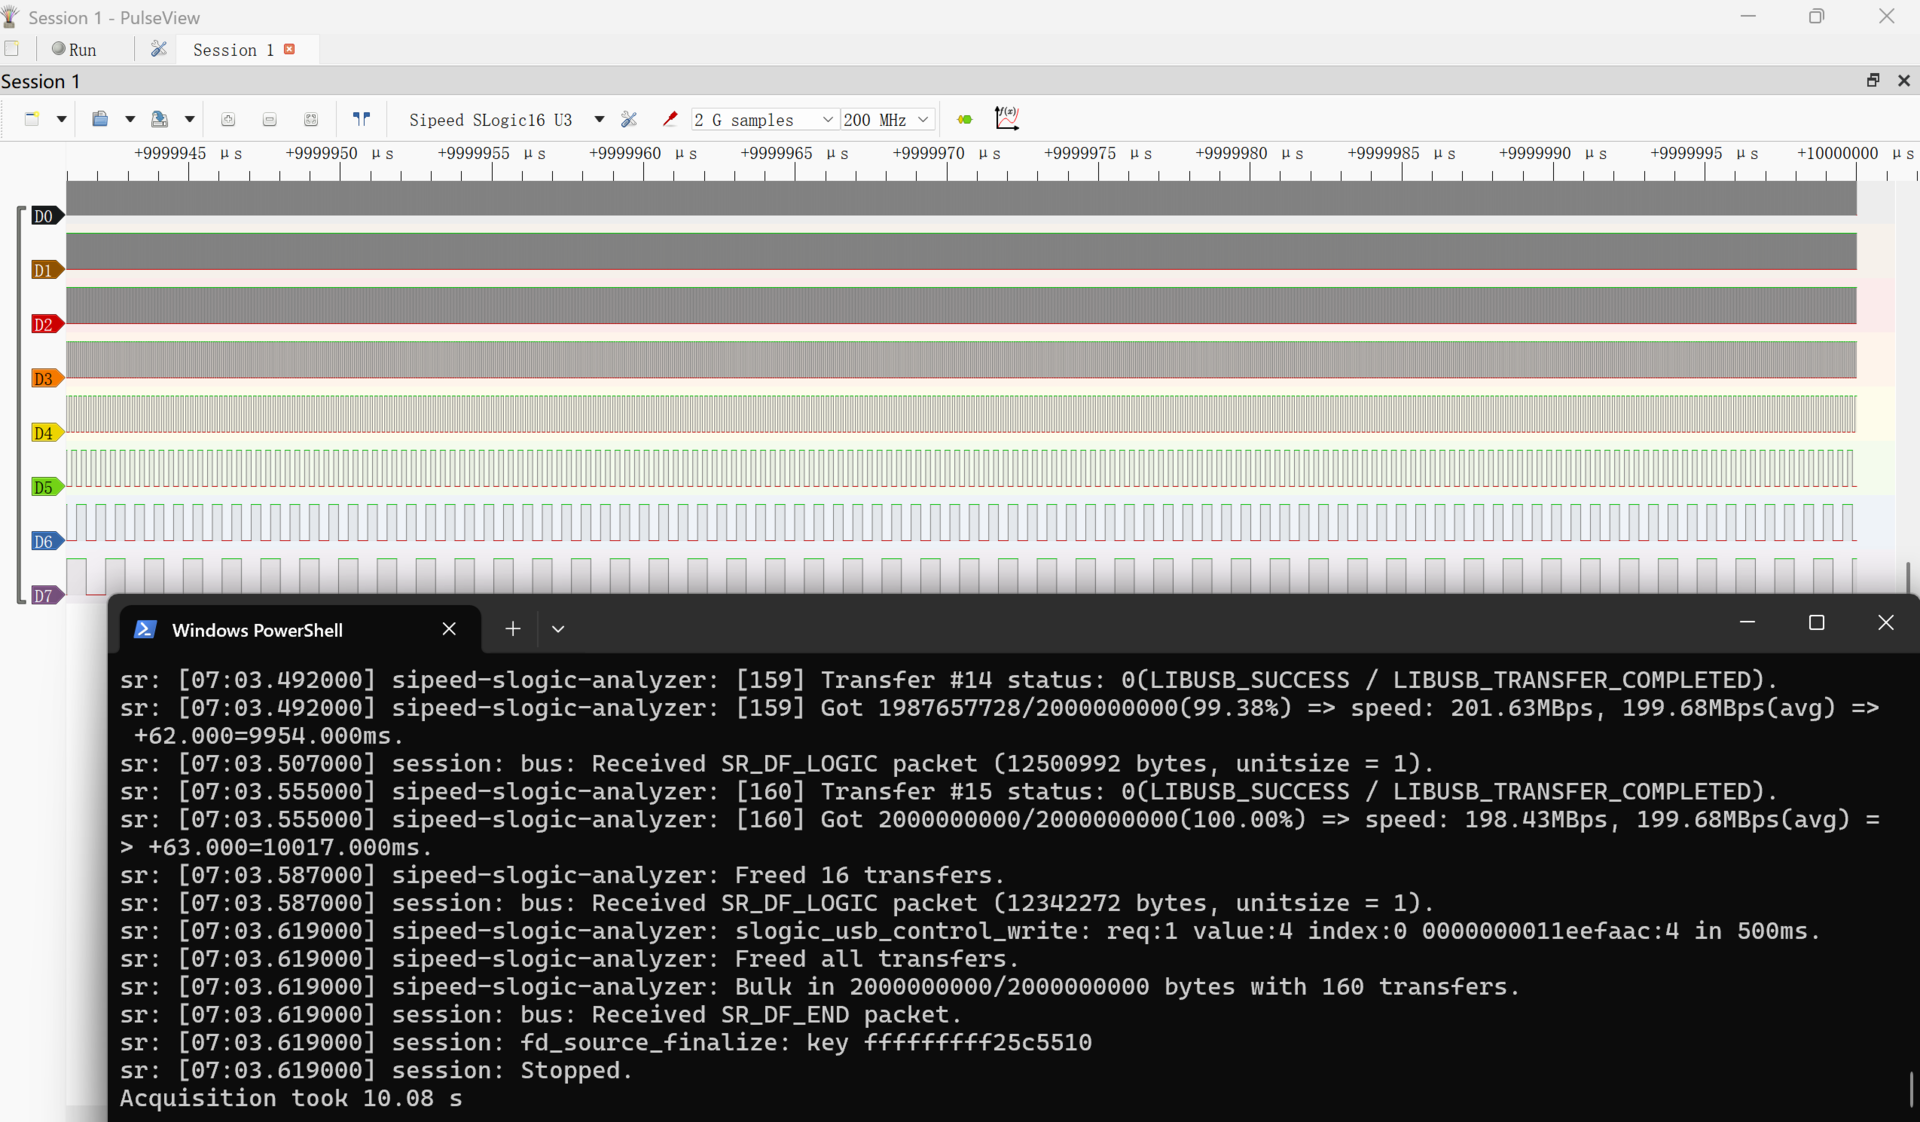 Session 1 - PulseView
Run
Session 1
Session 1
Sipeed SLogic16 U3
2 G samples
200 MHz
+9999945 μs +9999950 μs +9999955 μs +9999960 μs +9999965 μs +9999970 μs +9999975 μs +9999980 μs +9999985 μs +9999990 μs +9999995 μs +10000000 μs
D0
D1
D2
D3
D4
D5
D6
D7
Windows PowerShell
sr: [07:03.492000] sipeed-slogic-analyzer: [159] Transfer #14 status: 0(LIBUSB_SUCCESS / LIBUSB_TRANSFER_COMPLETED).
sr: [07:03.492000] sipeed-slogic-analyzer: [159] Got 1987657728/2000000000(99.38%) => speed: 201.63MBps, 199.68MBps(avg) =>
+62.000=9954.000ms.
sr: [07:03.507000] session: bus: Received SR_DF_LOGIC packet (12500992 bytes, unitsize = 1).
sr: [07:03.555000] sipeed-slogic-analyzer: [160] Transfer #15 status: 0(LIBUSB_SUCCESS / LIBUSB_TRANSFER_COMPLETED).
sr: [07:03.555000] sipeed-slogic-analyzer: [160] Got 2000000000/2000000000(100.00%) => speed: 198.43MBps, 199.68MBps(avg) =
> +63.000=10017.000ms.
sr: [07:03.587000] sipeed-slogic-analyzer: Freed 16 transfers.
sr: [07:03.587000] session: bus: Received SR_DF_LOGIC packet (12342272 bytes, unitsize = 1).
sr: [07:03.619000] sipeed-slogic-analyzer: slogic_usb_control_write: req:1 value:4 index:0 0000000011eefaac:4 in 500ms.
sr: [07:03.619000] sipeed-slogic-analyzer: Freed all transfers.
sr: [07:03.619000] sipeed-slogic-analyzer: Bulk in 2000000000/2000000000 bytes with 160 transfers.
sr: [07:03.619000] session: bus: Received SR_DF_END packet.
sr: [07:03.619000] session: fd_source_finalize: key fffffffff25c5510
sr: [07:03.619000] session: Stopped.
Acquisition took 10.08 s